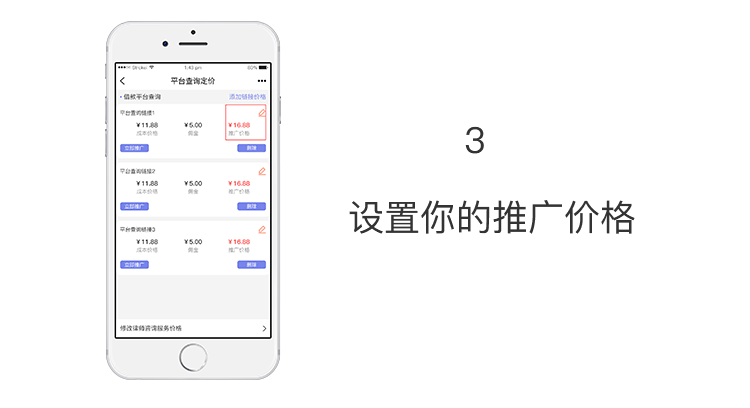 1:43 pm
80%
平台查询定价
•••
• 信敉平台查询
添加链接价格
平台查询链接1
￥11.88 ￥5.00 ￥16.88
成本价格 佣金 推广价格
立即推广 删除
平台查询链接2
￥11.88 ￥5.00 ￥16.88
成本价格 佣金 推广价格
立即推广 删除
平台查询链接3
￥11.88 ￥5.00 ￥16.88
成本价格 佣金 推广价格
立即推广 删除
修改律师咨询服务价格
3
设置你的推广价格